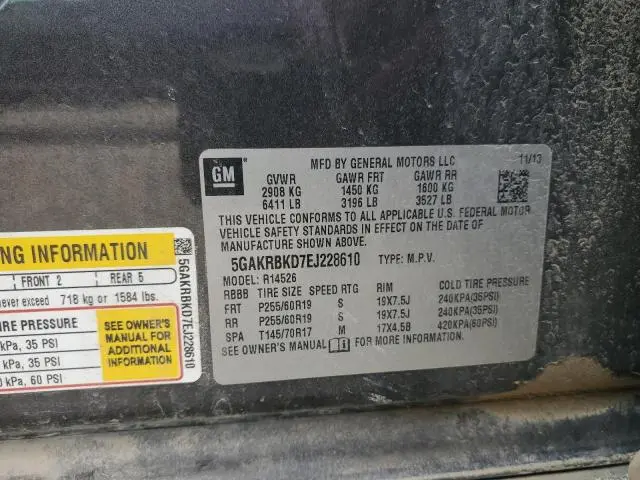 GM
MFD BY GENERAL MOTORS LLC 11/13
GVWR GAWR FRT GAWR RR
2908 KG 1450 KG 1600 KG
6411 LB 3196 LB 3527 LB
THIS VEHICLE CONFORMS TO ALL APPLICABLE U.S. FEDERAL MOTOR
VEHICLE SAFETY STANDARDS IN EFFECT ON THE DATE OF
MANUFACTURE SHOWN ABOVE.
5GAKRBKD7EJ228610 TYPE: M.P.V.
MODEL: R14526
RBBB TIRE SIZE SPEED RTG RIM COLD TIRE PRESSURE
FRT P255/60R19 S 19X7.5J 240KPA(35PSI)
RR P255/60R19 S 19X7.5J 240KPA(35PSI)
SPA T145/70R17 M 17X4.5B 420KPA(60PSI)
SEE OWNER'S MANUAL FOR MORE INFORMATION.
NG INFORMATION
FRONT 2 REAR 5
never exceed 718 kg or 1584 lbs.
IRE PRESSURE
kPa, 35 PSI
kPa, 35 PSI
0 kPa, 60 PSI
SEE OWNER'S
MANUAL FOR
ADDITIONAL
INFORMATION
5GAKRBKD7EJ228610